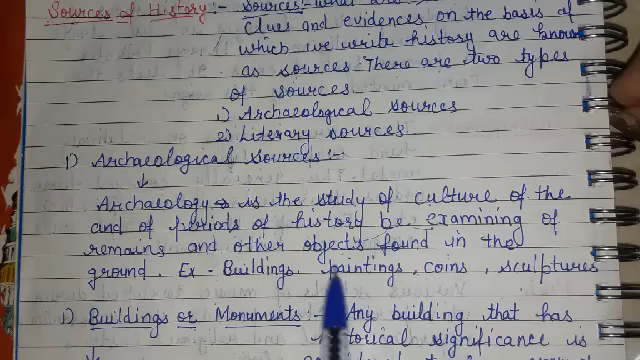 Sources of History :- Sources - What are
Clues and evidences on the basis of
which we write history are known
as sources. There are two types
of sources
1) Archaeological sources
2) Literary sources
1) Archaeological Sources :-
↓
Archaeology → is the study of culture of the
and of periods of history be examining of
remains and other objects found in the
ground. Ex - Buildings. paintings, coins, sculptures
1) Buildings or Monuments :- Any building that has
torical significance is